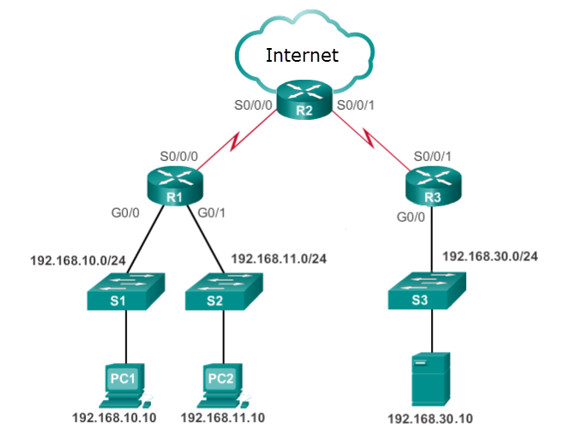 Internet
S0/0/0
R2
S0/0/1
S0/0/0
S0/0/1
R1
R3
G0/0
G0/1
G0/0
192.168.10.0/24
192.168.11.0/24
192.168.30.0/24
S1
S2
S3
PC1
PC2
192.168.10.10
192.168.11.10
192.168.30.10